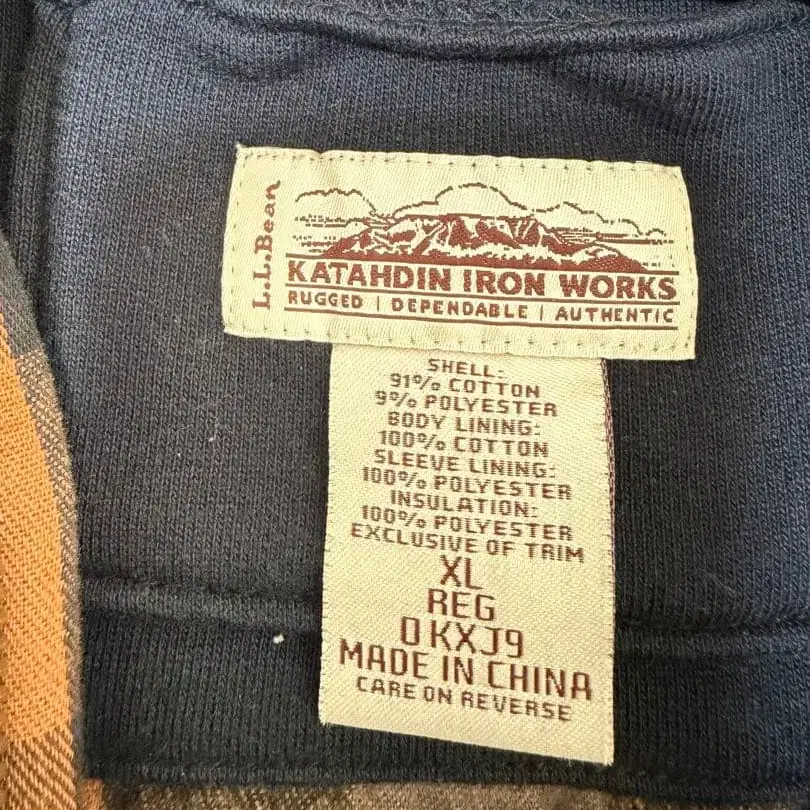 L.L.Bean
KATAHDIN IRON WORKS
RUGGED | DEPENDABLE | AUTHENTIC
SHELL:
91% COTTON
9% POLYESTER
BODY LINING:
100% COTTON
SLEEVE LINING:
100% POLYESTER
INSULATION:
100% POLYESTER
EXCLUSIVE OF TRIM
XL
REG
0KXJ9
MADE IN CHINA
CARE ON REVERSE